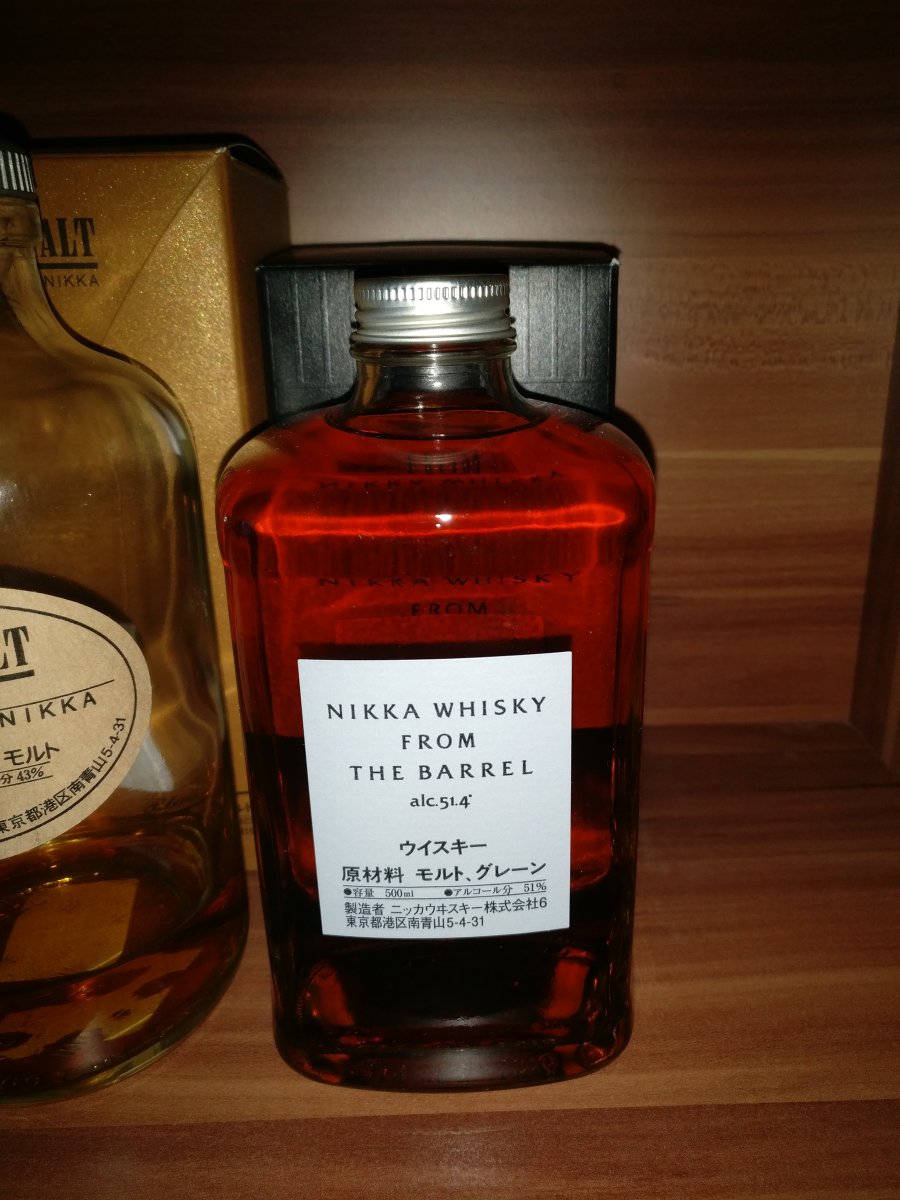 ALT
NIKKA
NIKKA WHISKY
NIKKA WHISKY
FROM
NIKKA WHISKY
FROM
THE BARREL
alc.51.4°
ウイスキー
原材料 モルト、グレーン
●容量 500ml ●アルコール分 51%
製造者 ニッカウヰスキー株式会社6
東京都港区南青山5-4-31
LT
NIKKA
モルト
分 43%
東京都港区南青山5-4-31